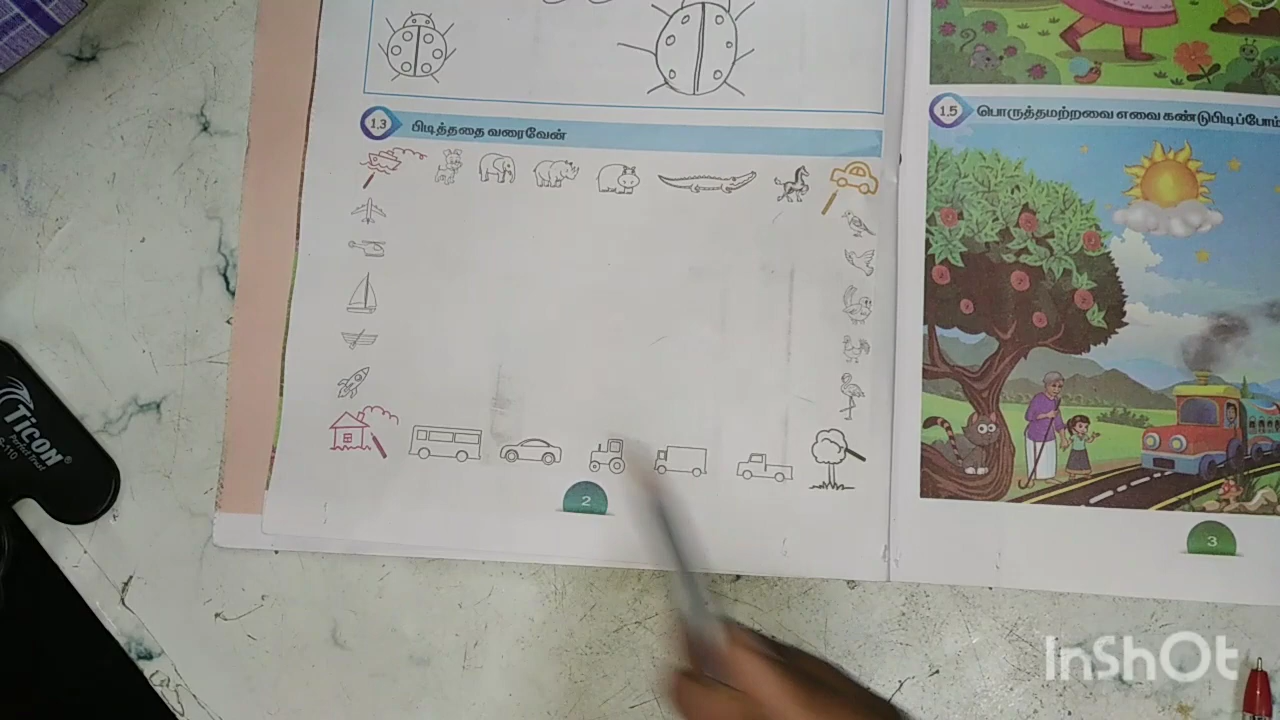 1.3 பிடித்ததை வரைவேன்
2
1.5 பொருத்தமற்றவை எவை கண்டுபிடிப்போம்
3
TiCON
InShOt